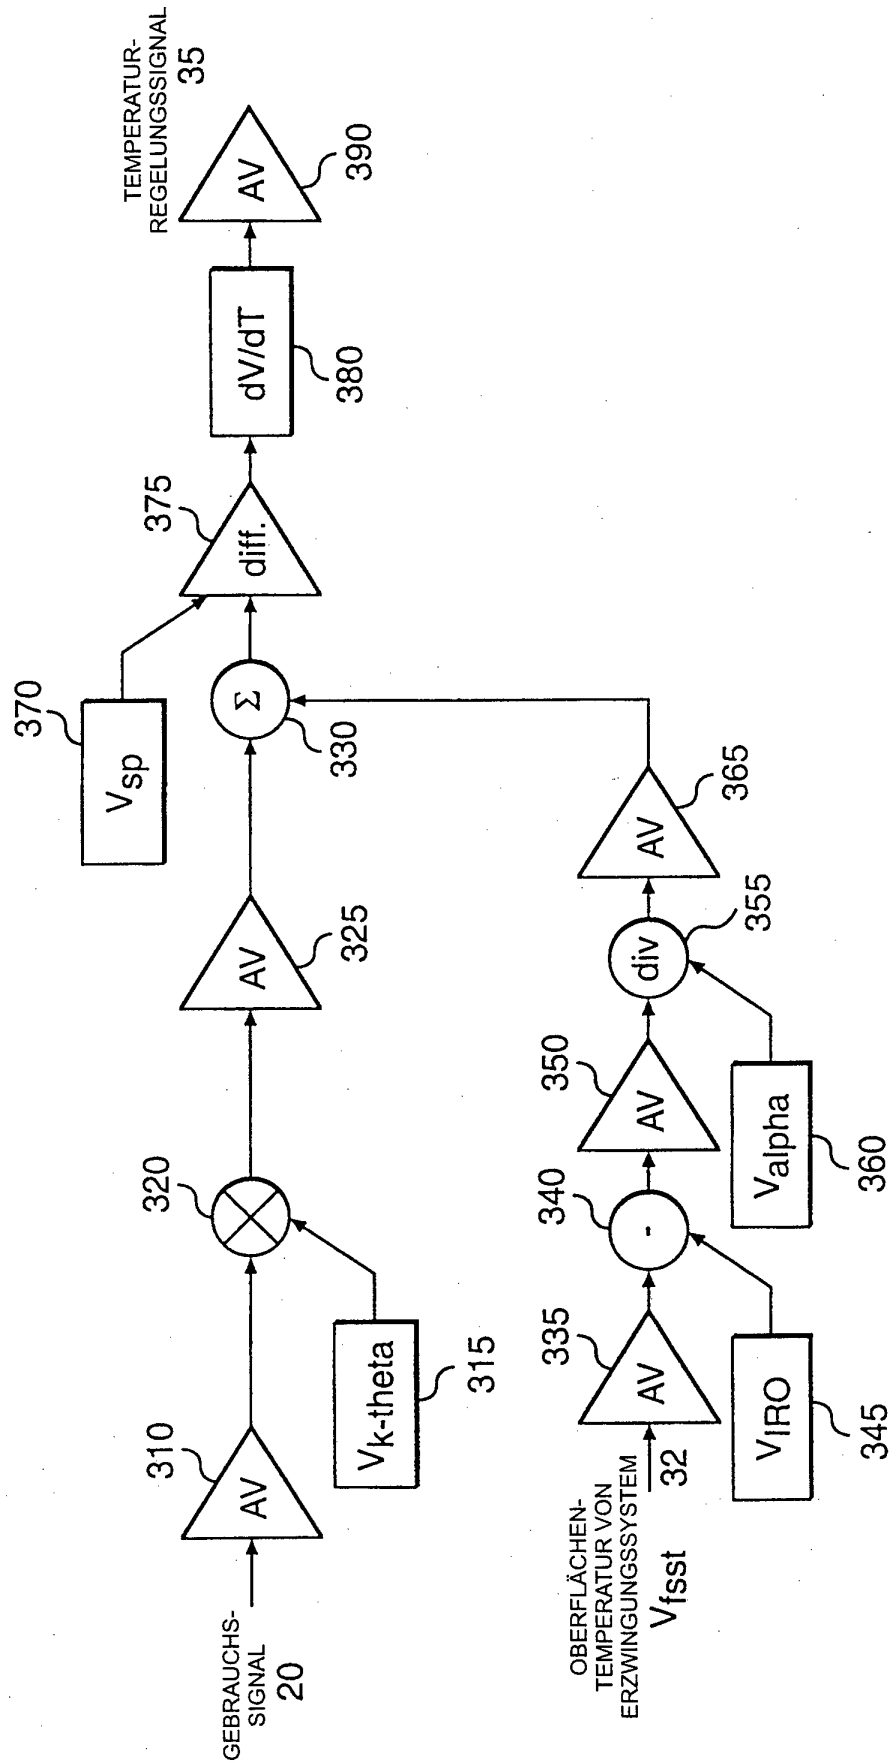 GEBRAUCHS-
SIGNAL
20
AV
310
Vk-theta
315
320
AV
325
Σ
330
Vsp
370
diff.
375
dV/dT
380
AV
390
TEMPERATUR-
REGELUNGSSIGNAL
35
OBERFLÄCHEN-
TEMPERATUR VON
ERZWINGUNGSSYSTEM
Vfsst
32
AV
335
-
340
VIRO
345
AV
350
div
355
Valpha
360
AV
365